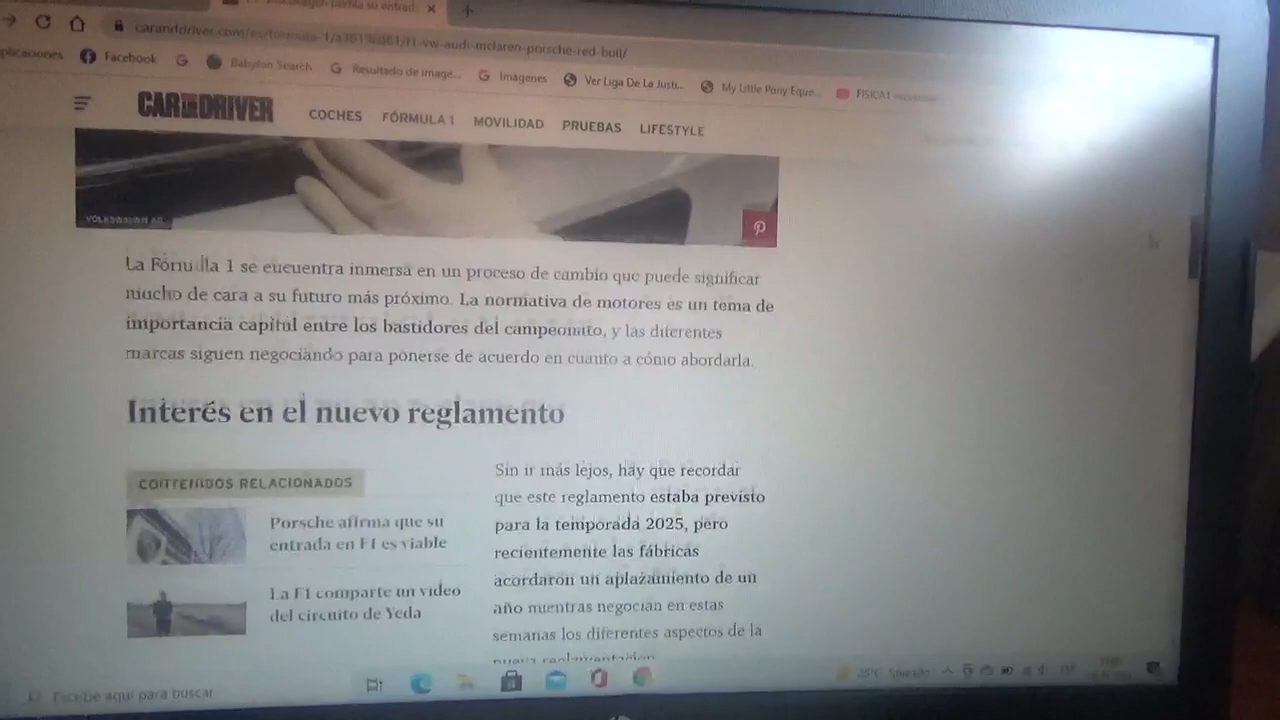 su entrad
caranddriver.com/es/formula-1/
f1-vw-audi-mclaren-porsche-red-bull/
Facebook
Babylon Search
Resultado de image...
Imágenes
Ver Liga De La Justi...
My Little Pony Eque...
FISICA1
CAR AND DRIVER
COCHES
FÓRMULA 1
MOVILIDAD
PRUEBAS
LIFESTYLE
VOLKSWAGEN AG
La Fórmula 1 se encuentra inmersa en un proceso de cambio que puede significar
mucho de cara a su futuro más próximo. La normativa de motores es un tema de
importancia capital entre los bastidores del campeonato, y las diferentes
marcas siguen negociando para ponerse de acuerdo en cuanto a cómo abordarla.
Interés en el nuevo reglamento
CONTENIDOS RELACIONADOS
Porsche afirma que su
entrada en F1 es viable
La F1 comparte un vídeo
del circuito de Yeda
Sin ir más lejos, hay que recordar
que este reglamento estaba previsto
para la temporada 2025, pero
recientemente las fábricas
acordaron un aplazamiento de un
año mientras negocian en estas
semanas los diferentes aspectos de la
nueva reglamentación
Escribe aquí para buscar
25°C Soleado
ESP